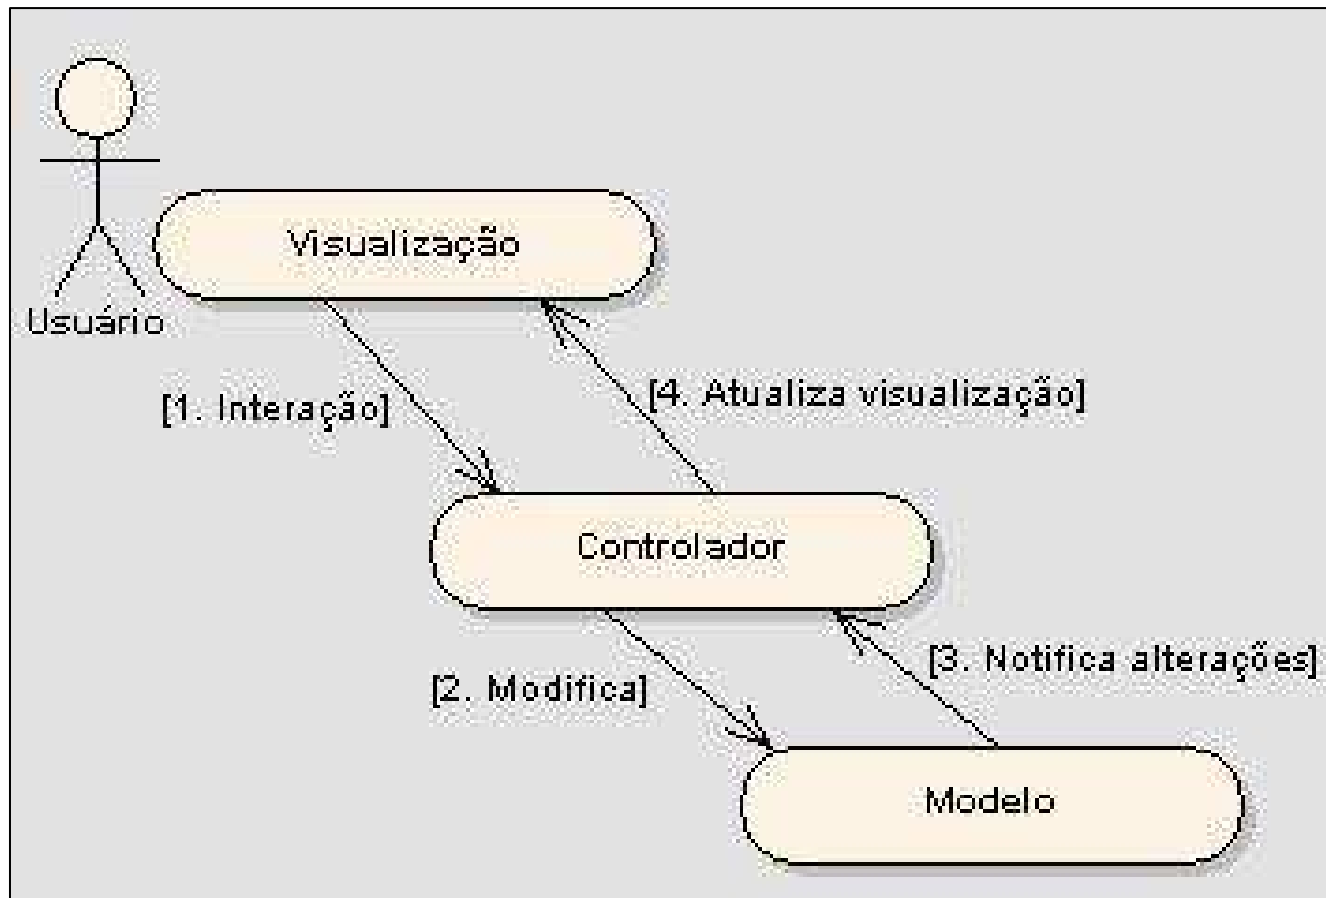 Visualização
Usuário
[1. Interação]
[4. Atualiza visualização]
Controlador
[2. Modifica]
[3. Notifica alterações]
Modelo